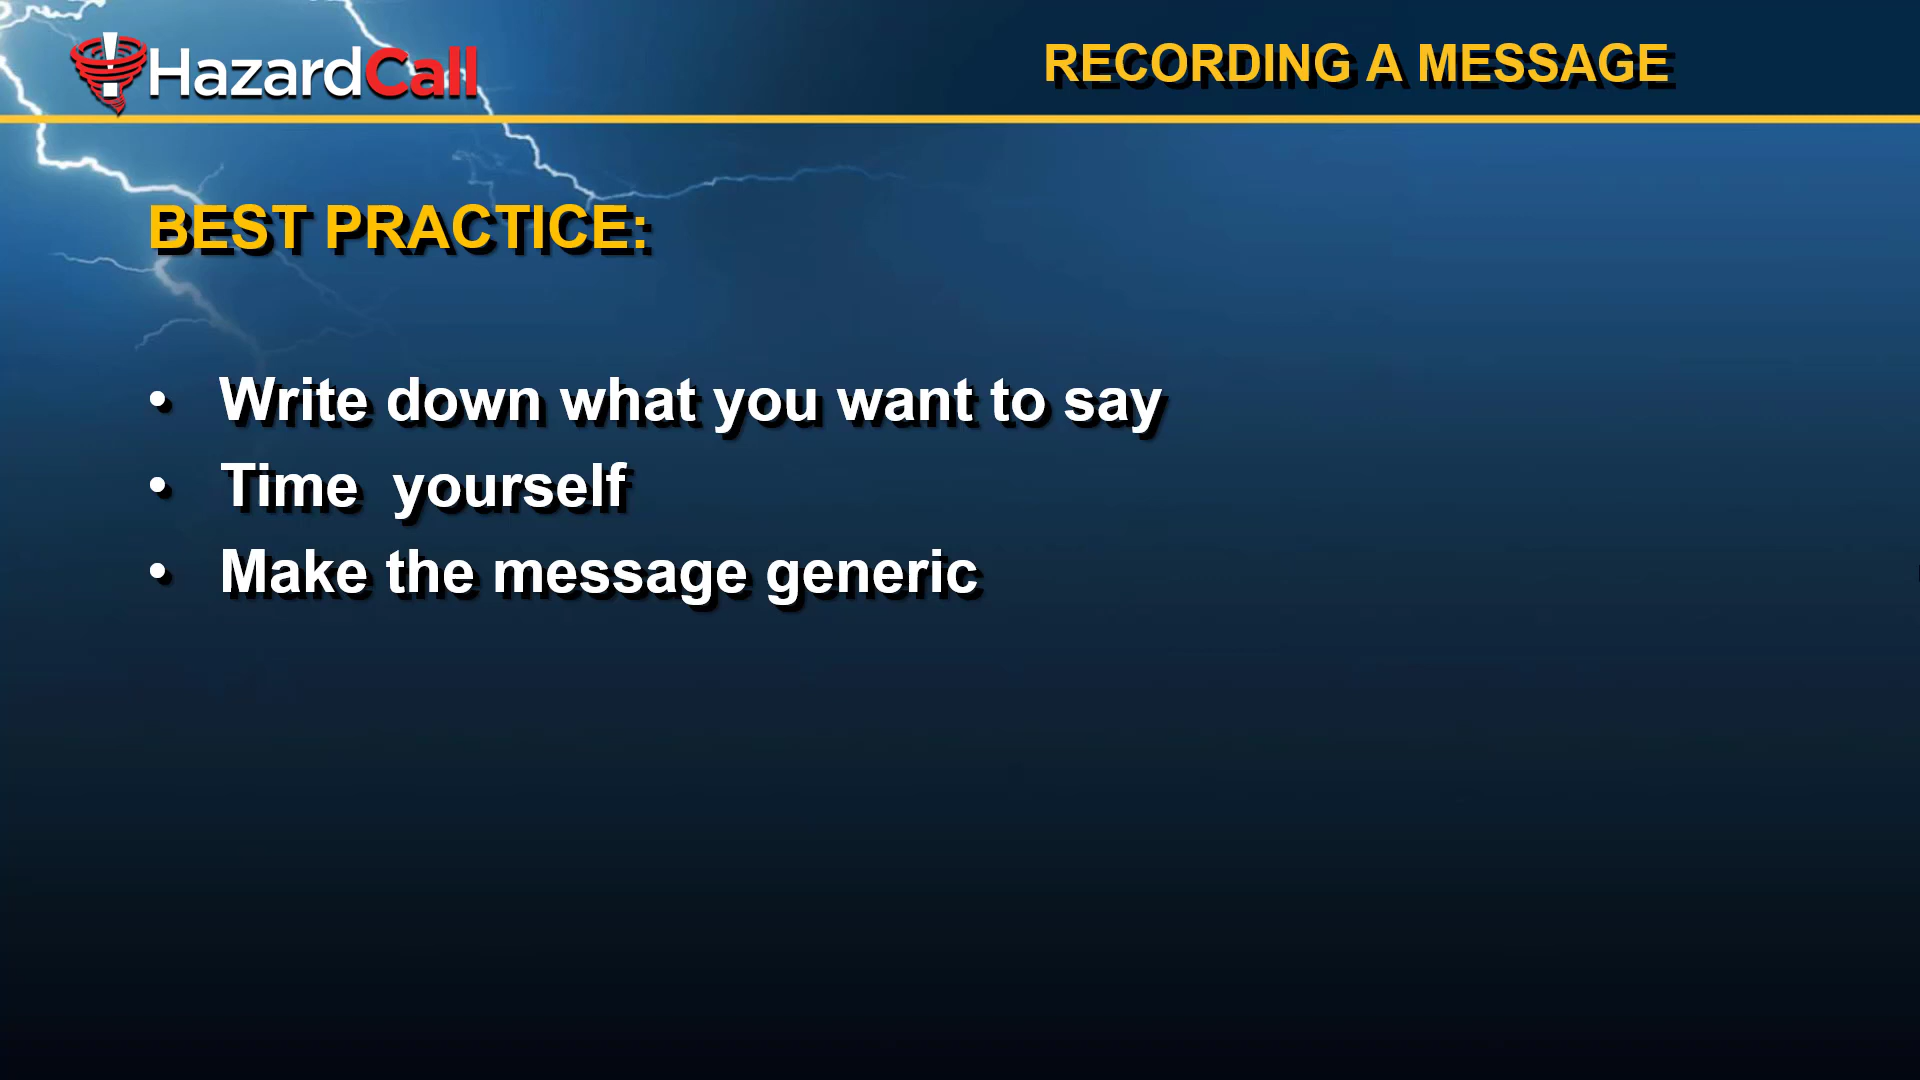 HazardCall
RECORDING A MESSAGE
BEST PRACTICE:
• Write down what you want to say
• Time yourself
• Make the message generic